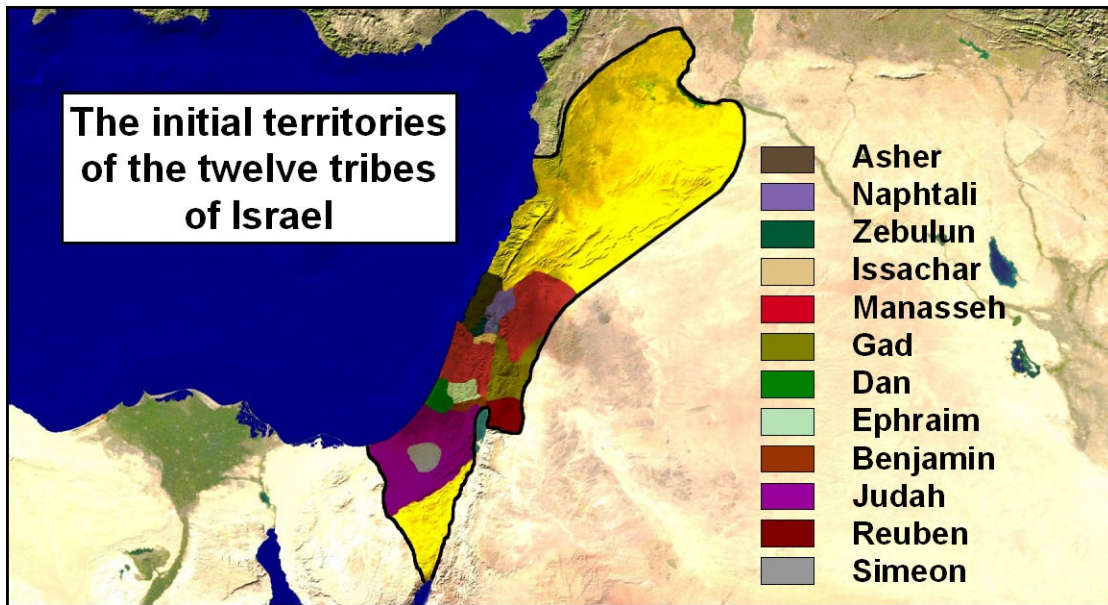 The initial territories
of the twelve tribes
of Israel
Asher
Naphtali
Zebulun
Issachar
Manasseh
Gad
Dan
Ephraim
Benjamin
Judah
Reuben
Simeon